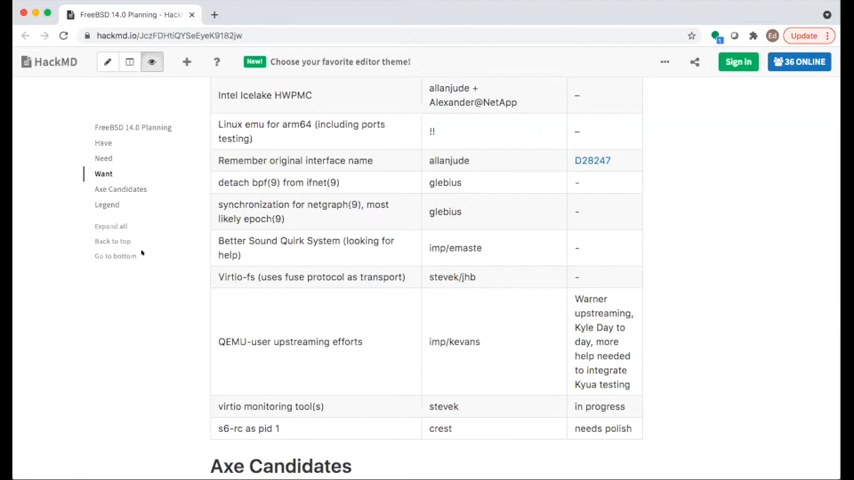 FreeBSD 14.0 Planning - HackMD
hackmd.io/JczFDHtiQYSeEyeK9182jw
Ed
Update
HackMD
New! Choose your favorite editor theme!
Sign in
36 ONLINE
FreeBSD 14.0 Planning
Have
Need
Want
Axe Candidates
Legend
Expand all
Back to top
Go to bottom
Intel Icelake HWPMC
allanjude +
Alexander@NetApp
–
Linux emu for arm64 (including ports
testing)
!!
–
Remember original interface name
allanjude
D28247
detach bpf(9) from ifnet(9)
glebius
-
synchronization for netgraph(9), most
likely epoch(9)
glebius
-
Better Sound Quirk System (looking for
help)
imp/emaste
-
Virtio-fs (uses fuse protocol as transport)
stevek/jhb
-
QEMU-user upstreaming efforts
imp/kevans
Warner
upstreaming,
Kyle Day to
day, more
help needed
to integrate
Kyua testing
virtio monitoring tool(s)
stevek
in progress
s6-rc as pid 1
crest
needs polish
Axe Candidates